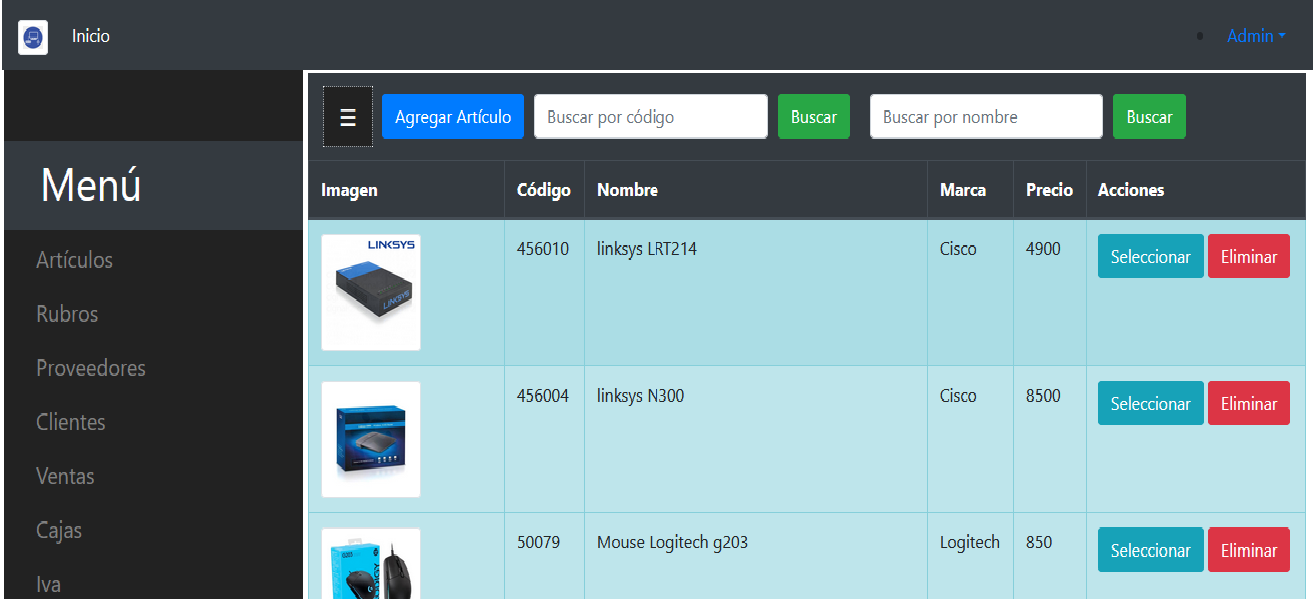 Inicio
Admin
☰ Agregar Artículo Buscar por código Buscar Buscar por nombre Buscar
Menú
Artículos
Rubros
Proveedores
Clientes
Ventas
Cajas
Iva
Imagen Código Nombre Marca Precio Acciones
LINKSYS
LINKSYS
456010 linksys LRT214 Cisco 4900 Seleccionar Eliminar
456004 linksys N300 Cisco 8500 Seleccionar Eliminar
50079 Mouse Logitech g203 Logitech 850 Seleccionar Eliminar